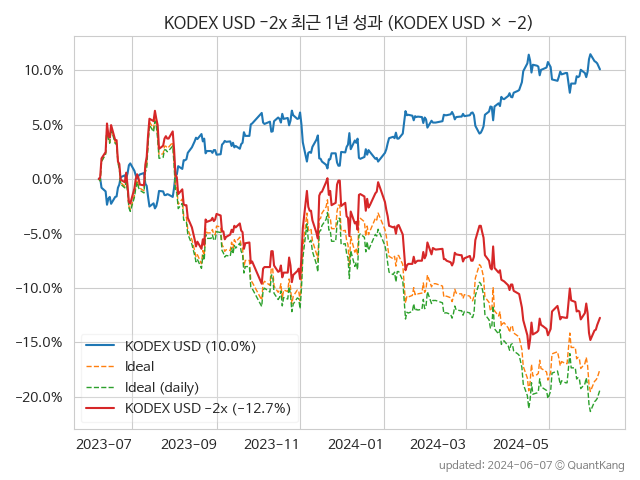 KODEX USD −2x 최근 1년 성과 (KODEX USD × −2)
10.0%
5.0%
0.0%
−5.0%
−10.0%
−15.0%
−20.0%
KODEX USD (10.0%)
Ideal
Ideal (daily)
KODEX USD −2x (−12.7%)
2023−07 2023−09 2023−11 2024−01 2024−03 2024−05
updated: 2024−06−07 © QuantKang